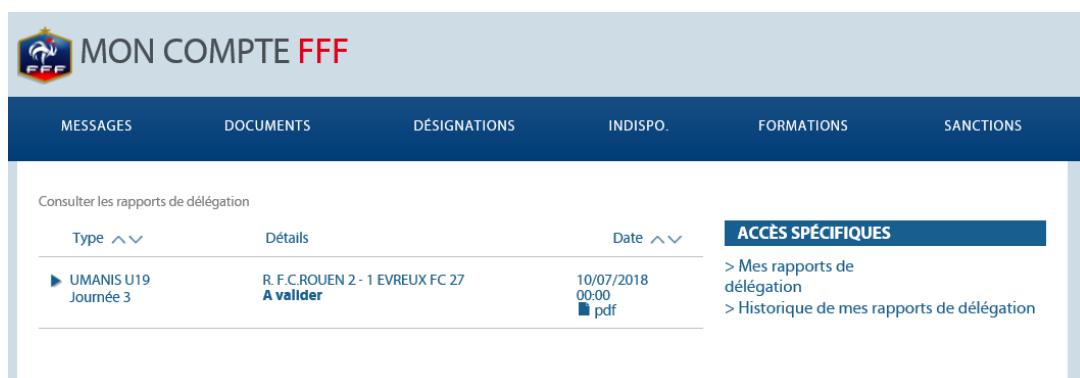 FFF
MON COMPTE FFF
MESSAGES DOCUMENTS DÉSIGNATIONS INDISPO. FORMATIONS SANCTIONS
Consulter les rapports de délégation
Type Détails Date
UMANIS U19 R. F.C.ROUEN 2 - 1 EVREUX FC 27 10/07/2018
Journée 3 A valider 00:00
pdf
ACCÈS SPÉCIFIQUES
> Mes rapports de
délégation
> Historique de mes rapports de délégation